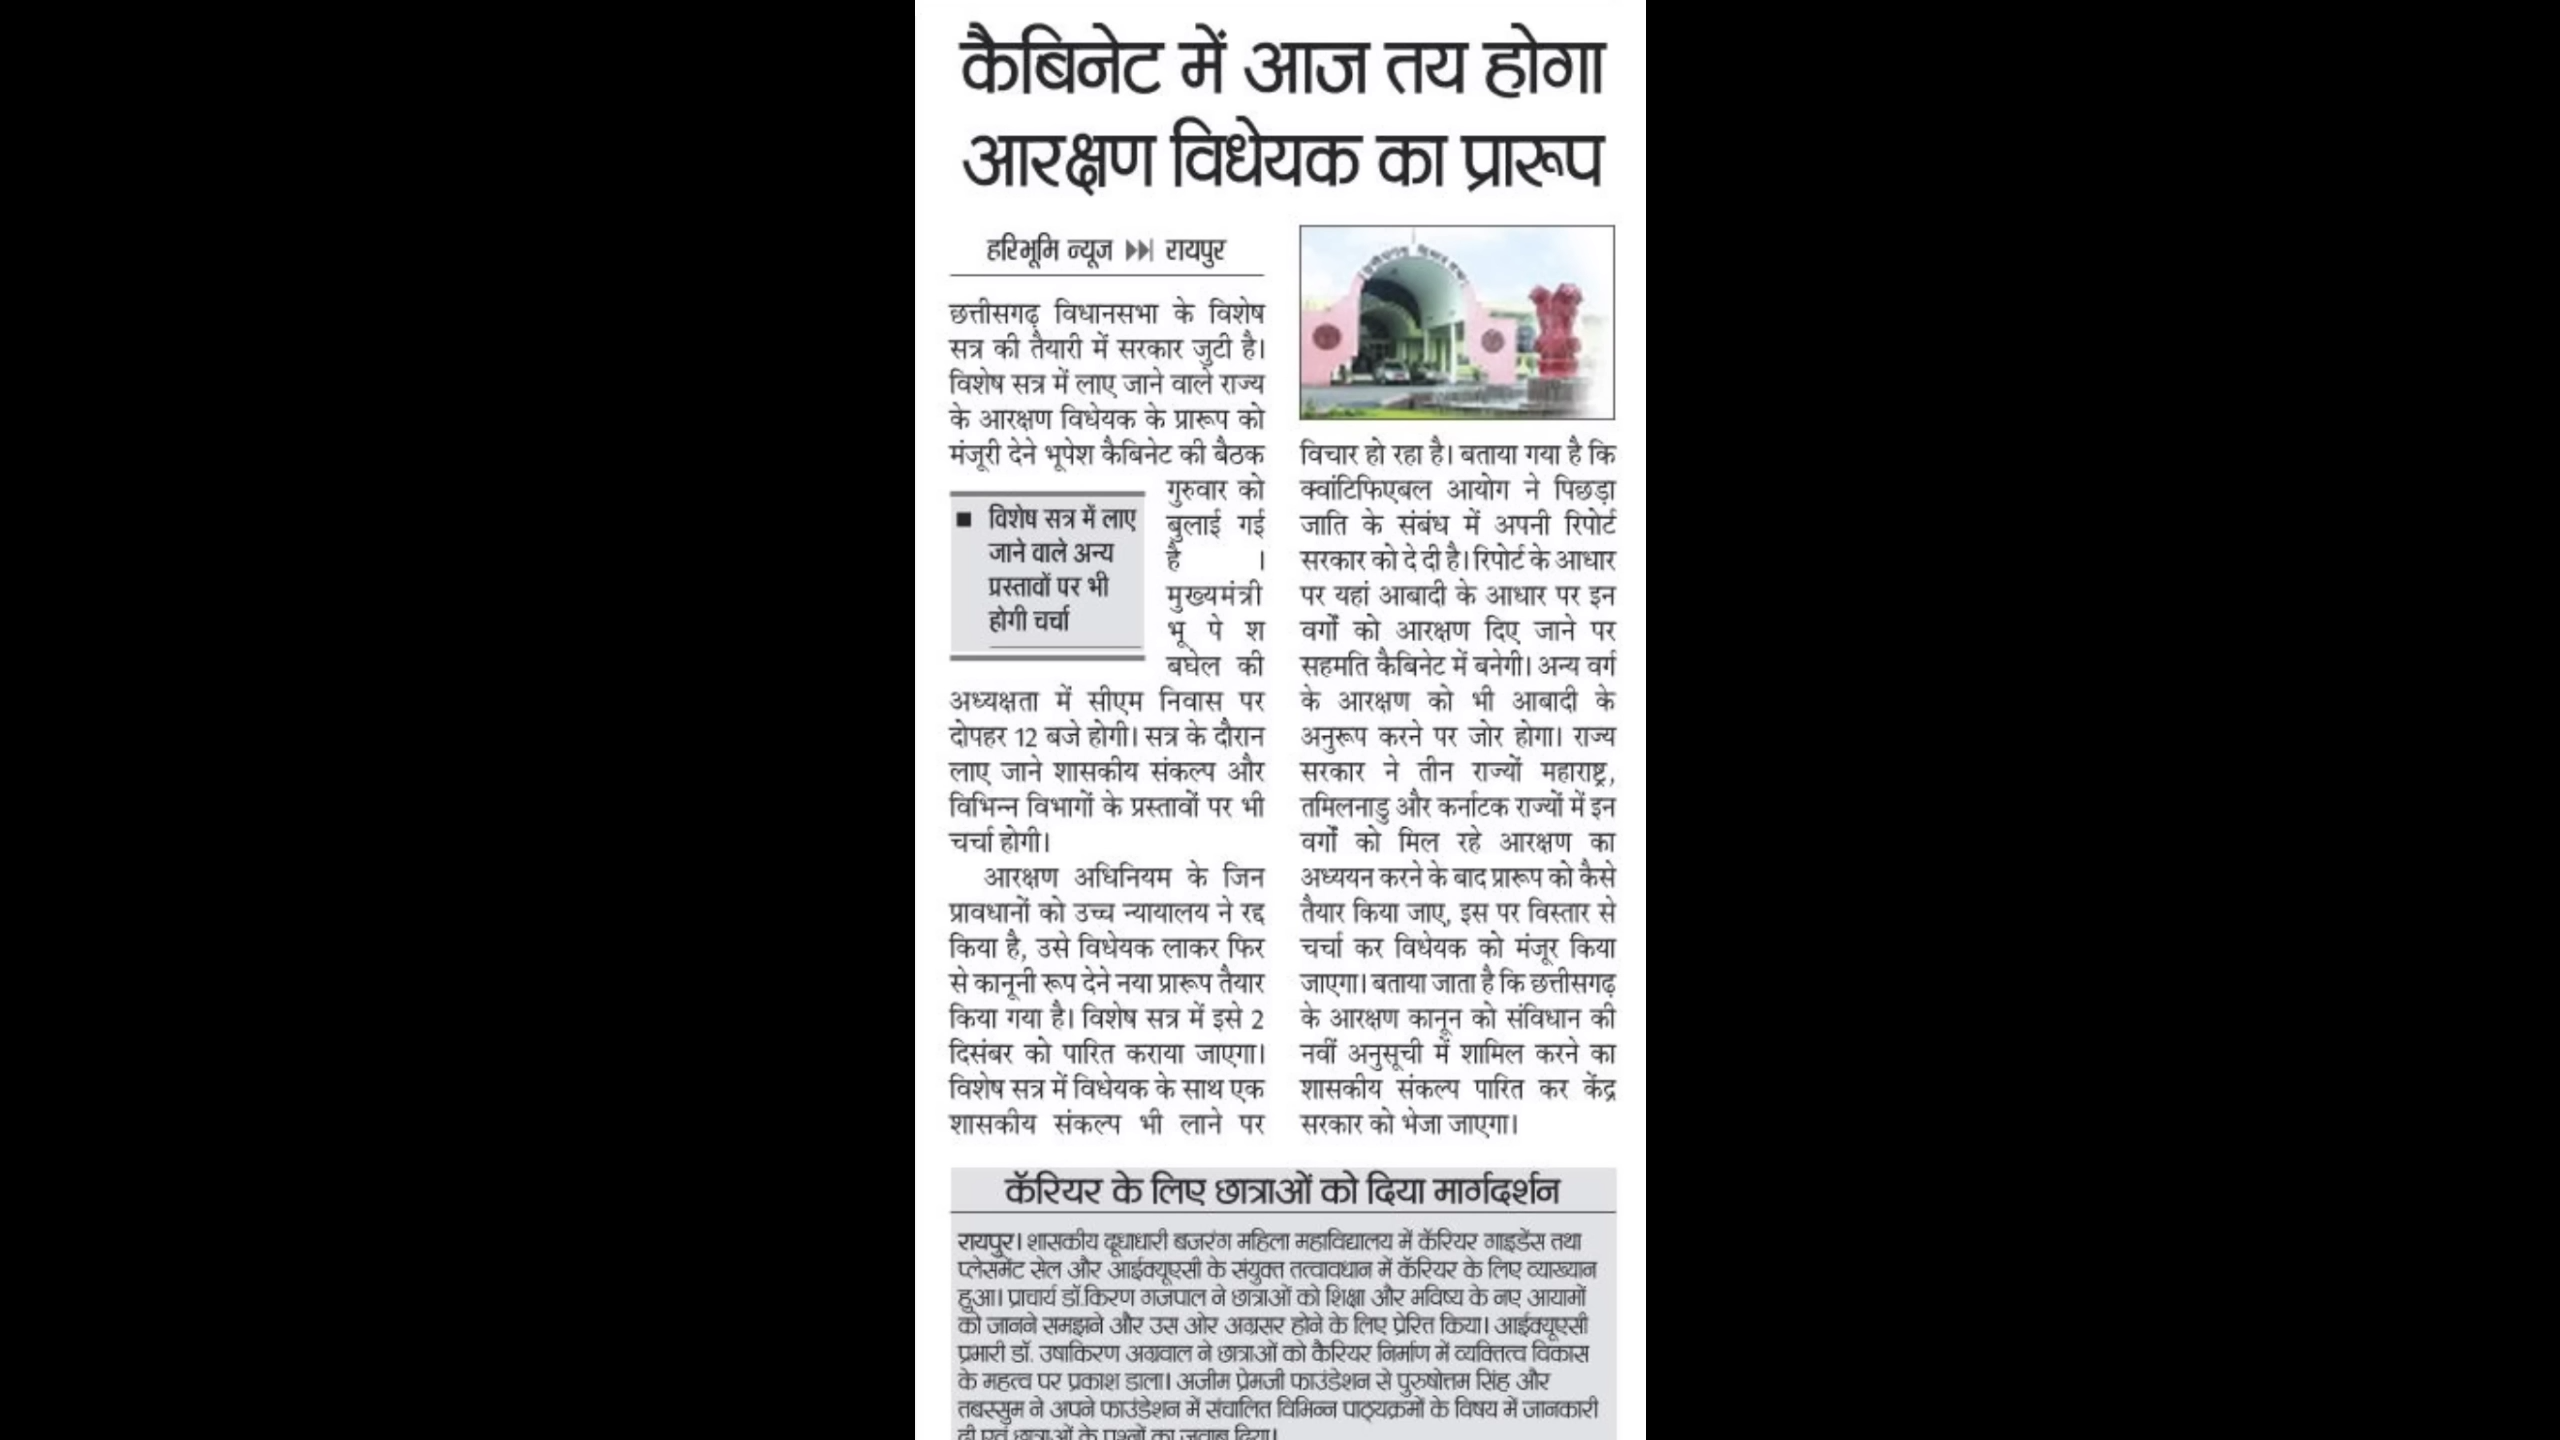 कैबिनेट में आज तय होगा
आरक्षण विधेयक का प्रारूप
हरिभूमि न्यूज रायपुर
छत्तीसगढ़ विधानसभा के विशेष
सत्र की तैयारी में सरकार जुटी है।
विशेष सत्र में लाए जाने वाले राज्य
के आरक्षण विधेयक के प्रारूप को
मंजूरी देने भूपेश कैबिनेट की बैठक
गुरुवार को
बुलाई गई
है ।
मुख्यमंत्री
भू पे श
बघेल की
अध्यक्षता में सीएम निवास पर
दोपहर 12 बजे होगी। सत्र के दौरान
लाए जाने शासकीय संकल्प और
विभिन्न विभागों के प्रस्तावों पर भी
चर्चा होगी।
■ विशेष सत्र में लाए
जाने वाले अन्य
प्रस्तावों पर भी
होगी चर्चा
आरक्षण अधिनियम के जिन
प्रावधानों को उच्च न्यायालय ने रद्द
किया है, उसे विधेयक लाकर फिर
से कानूनी रूप देने नया प्रारूप तैयार
किया गया है। विशेष सत्र में इसे 2
दिसंबर को पारित कराया जाएगा।
विशेष सत्र में विधेयक के साथ एक
शासकीय संकल्प भी लाने पर
विचार हो रहा है। बताया गया है कि
क्वांटिफिएबल आयोग ने पिछड़ा
जाति के संबंध में अपनी रिपोर्ट
सरकार को दे दी है। रिपोर्ट के आधार
पर यहां आबादी के आधार पर इन
वर्गों को आरक्षण दिए जाने पर
सहमति कैबिनेट में बनेगी। अन्य वर्ग
के आरक्षण को भी आबादी के
अनुरूप करने पर जोर होगा। राज्य
सरकार ने तीन राज्यों महाराष्ट्र,
तमिलनाडु और कर्नाटक राज्यों में इन
वर्गों को मिल रहे आरक्षण का
अध्ययन करने के बाद प्रारूप को कैसे
तैयार किया जाए, इस पर विस्तार से
चर्चा कर विधेयक को मंजूर किया
जाएगा। बताया जाता है कि छत्तीसगढ़
के आरक्षण कानून को संविधान की
नवीं अनुसूची में शामिल करने का
शासकीय संकल्प पारित कर केंद्र
सरकार को भेजा जाएगा।
कॅरियर के लिए छात्राओं को दिया मार्गदर्शन
रायपुर। शासकीय दूधाधारी बजरंग महिला महाविद्यालय में कॅरियर गाइडेंस तथा
प्लेसमेंट सेल और आईक्यूएसी के संयुक्त तत्वावधान में कॅरियर के लिए व्याख्यान
हुआ। प्राचार्य डॉ.किरण गजपाल ने छात्राओं को शिक्षा और भविष्य के नए आयामों
को जानने समझने और उस ओर अग्रसर होने के लिए प्रेरित किया। आईक्यूएसी
प्रभारी डॉ. उषाकिरण अग्रवाल ने छात्राओं को कैरियर निर्माण में व्यक्तित्व विकास
के महत्व पर प्रकाश डाला। अजीम प्रेमजी फाउंडेशन से पुरुषोत्तम सिंह और
तबस्सुम ने अपने फाउंडेशन में संचालित विभिन्न पाठ्यक्रमों के विषय में जानकारी
दी एवं छात्राओं के प्रश्नों का जवाब दिया।